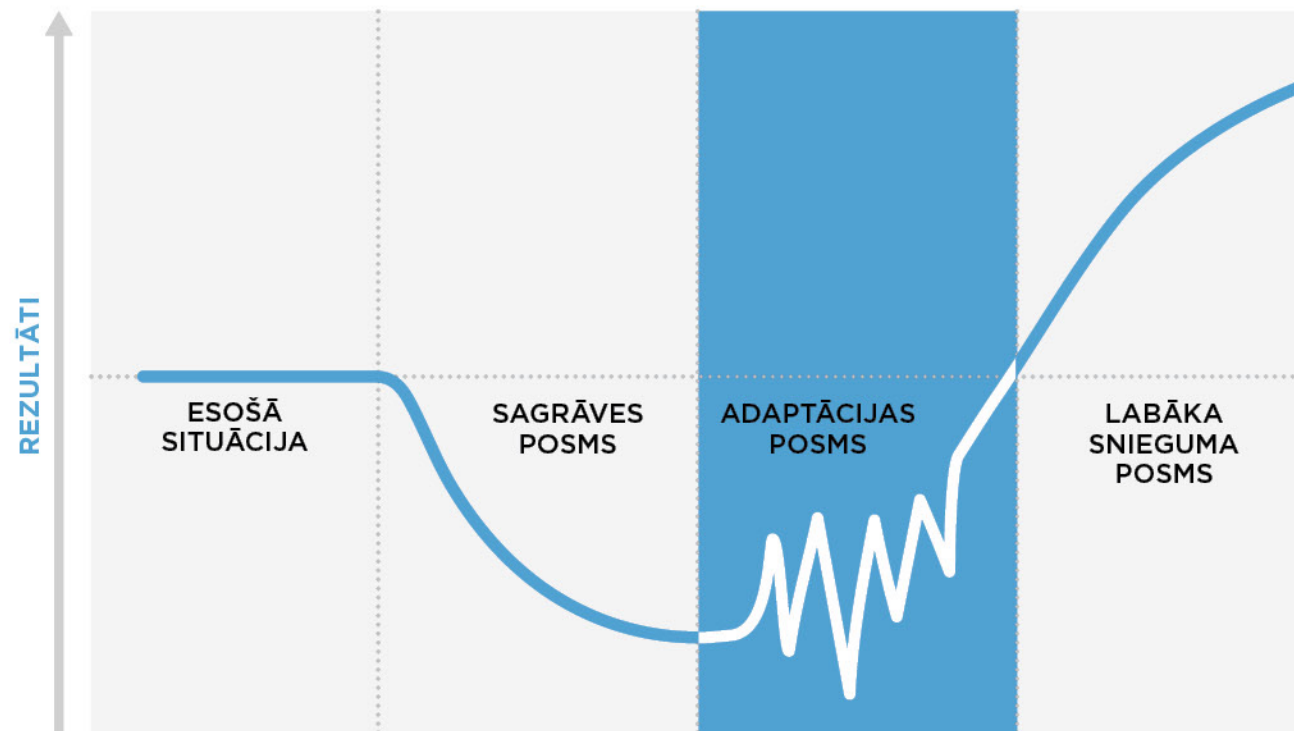 REZULTĀTI
ESOŠĀ
SITUĀCIJA
SAGRĀVES
POSMS
ADAPTĀCIJAS
POSMS
LABĀKA
SNIEGUMA
POSMS